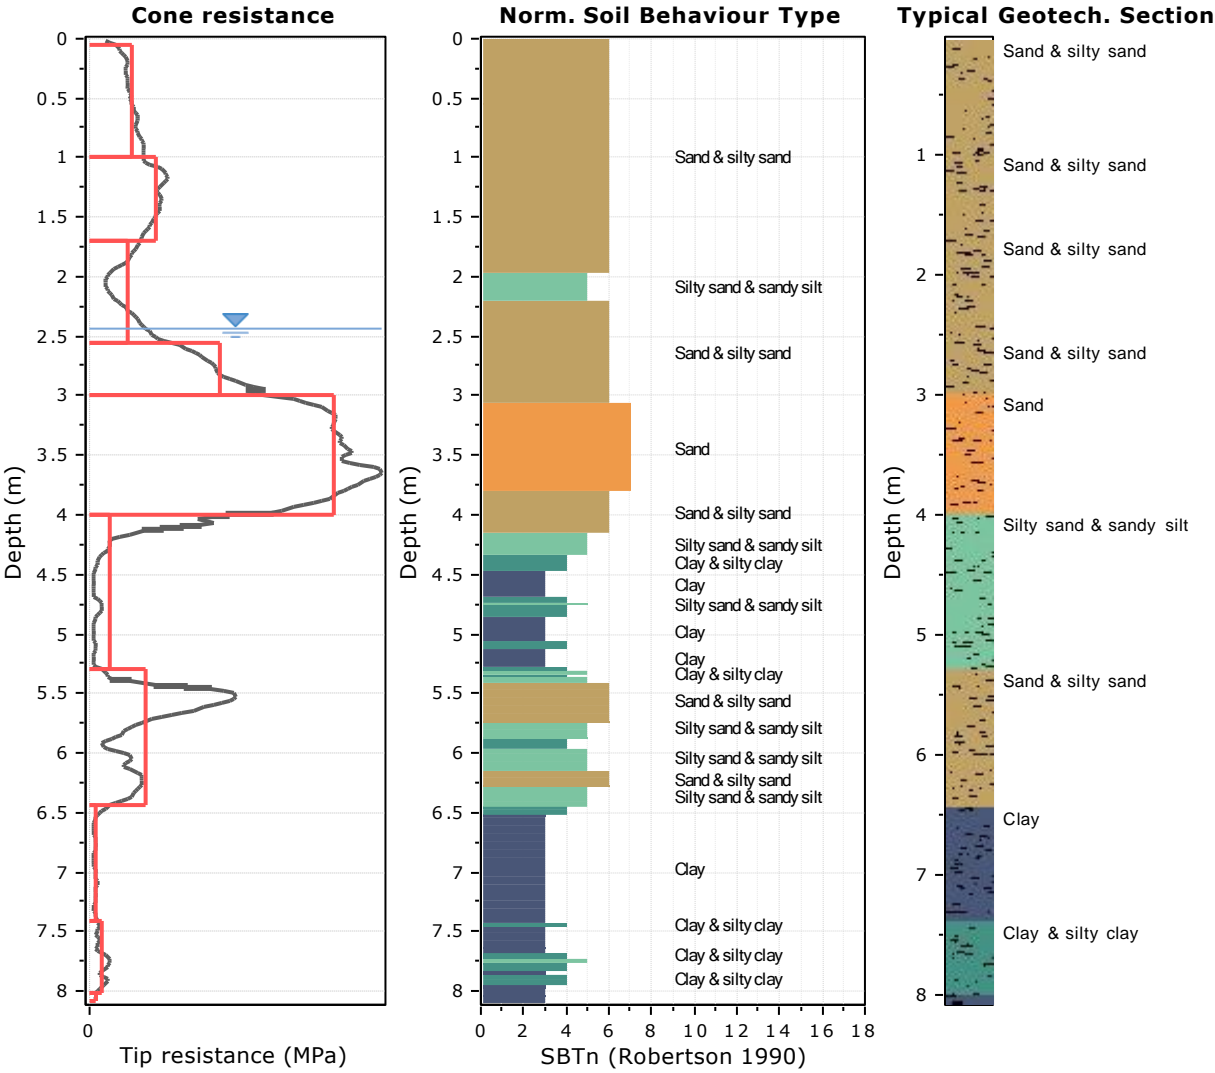 Cone resistance
0
0.5
1
1.5
2
2.5
3
3.5
4
4.5
5
5.5
6
6.5
7
7.5
8
Depth (m)
0
Tip resistance (MPa)
Norm. Soil Behaviour Type
0
0.5
1
1.5
2
2.5
3
3.5
4
4.5
5
5.5
6
6.5
7
7.5
8
Depth (m)
Sand & silty sand
Silty sand & sandy silt
Sand & silty sand
Sand
Sand & silty sand
Silty sand & sandy silt
Clay & silty clay
Clay
Silty sand & sandy silt
Clay
Clay
Clay & silty clay
Sand & silty sand
Silty sand & sandy silt
Silty sand & sandy silt
Sand & silty sand
Silty sand & sandy silt
Clay
Clay & silty clay
Clay & silty clay
Clay & silty clay
0 2 4 6 8 10 12 14 16 18
SBTn (Robertson 1990)
Typical Geotech. Section
1
2
3
4
5
6
7
8
Depth (m)
Sand & silty sand
Sand & silty sand
Sand & silty sand
Sand & silty sand
Sand
Silty sand & sandy silt
Sand & silty sand
Clay
Clay & silty clay